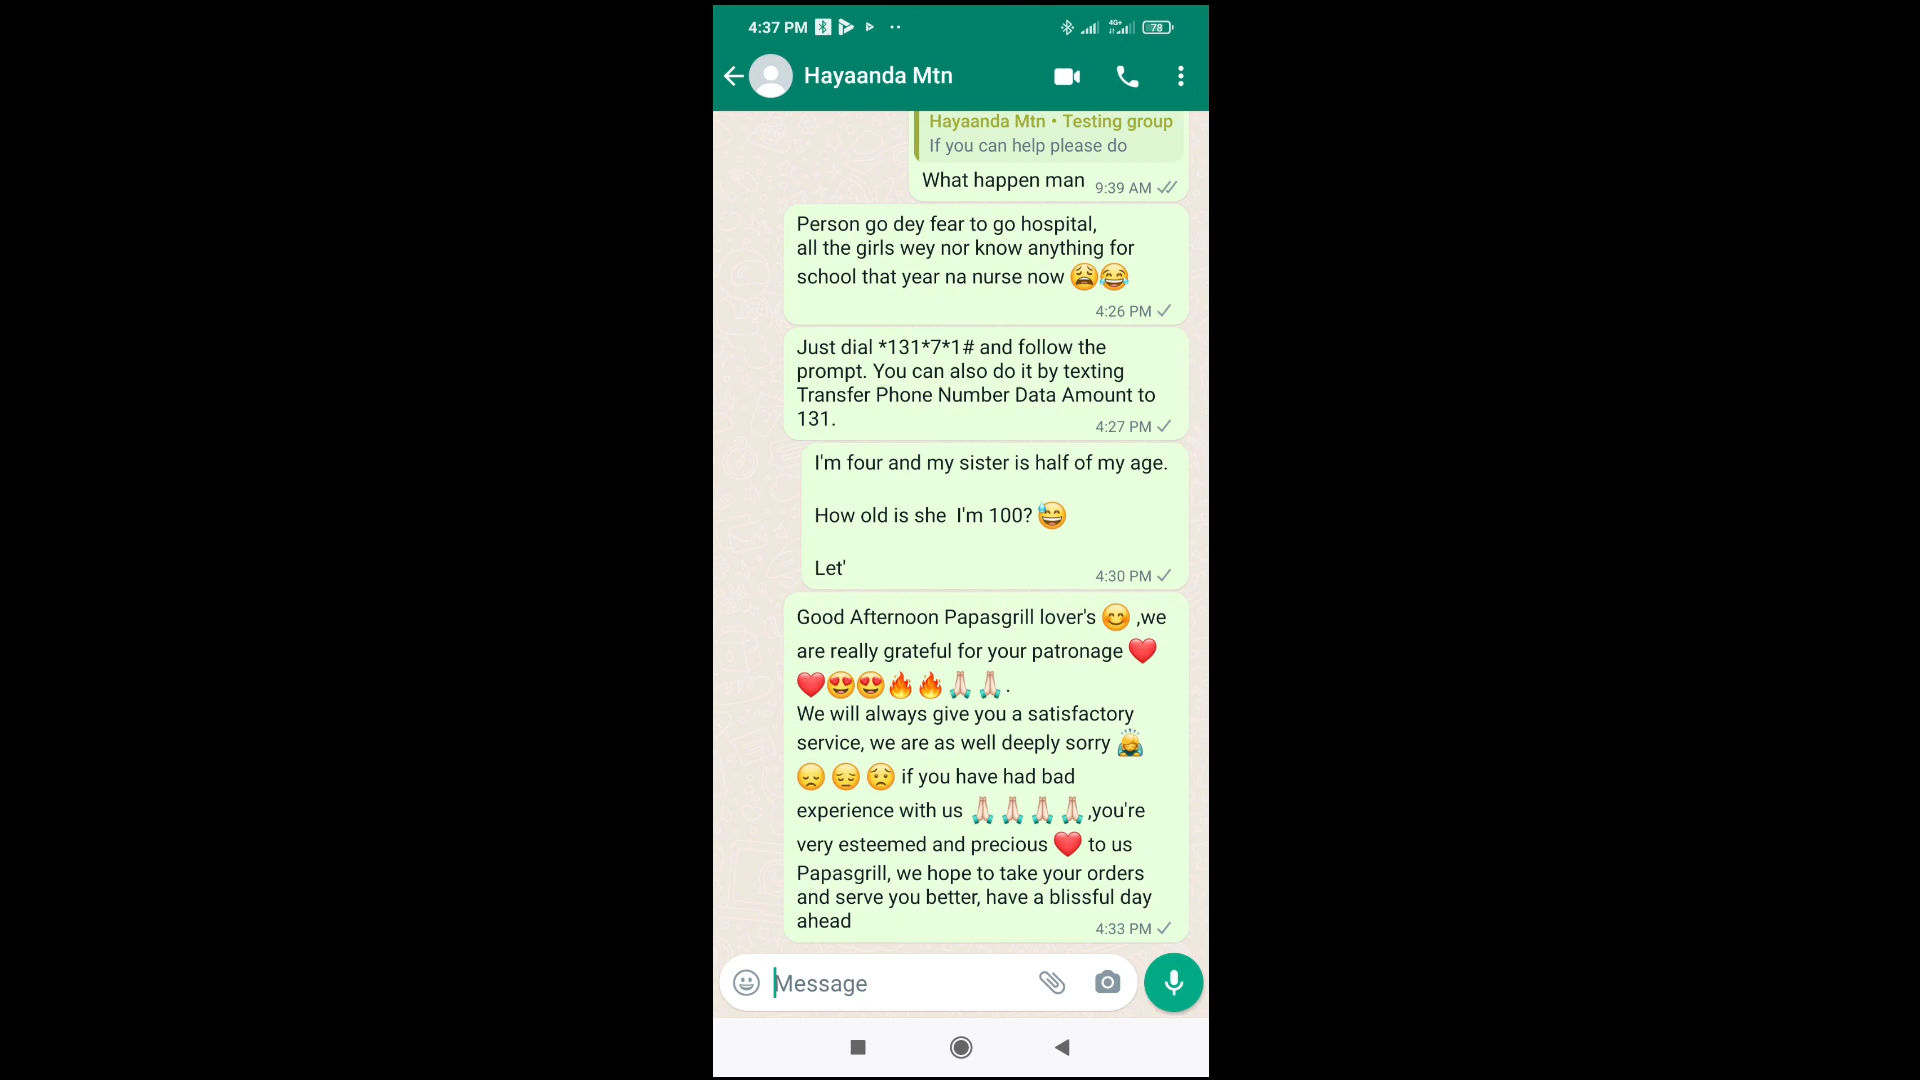 4:37 PM
4G+
78
Hayaanda Mtn
Hayaanda Mtn • Testing group
If you can help please do
What happen man
9:39 AM
Person go dey fear to go hospital,
all the girls wey nor know anything for
school that year na nurse now 😩😂
4:26 PM
Just dial *131*7*1# and follow the
prompt. You can also do it by texting
Transfer Phone Number Data Amount to
131.
4:27 PM
I'm four and my sister is half of my age.
How old is she  I'm 100? 😅
Let'
4:30 PM
Good Afternoon Papasgrill lover's 😊 ,we
are really grateful for your patronage ❤️
❤️😍😍🔥🔥🙏🏻🙏🏻.
We will always give you a satisfactory
service, we are as well deeply sorry 🙇
😞 😔 😟 if you have had bad
experience with us 🙏🏻🙏🏻🙏🏻🙏🏻,you're
very esteemed and precious ❤️ to us
Papasgrill, we hope to take your orders
and serve you better, have a blissful day
ahead
4:33 PM
Message